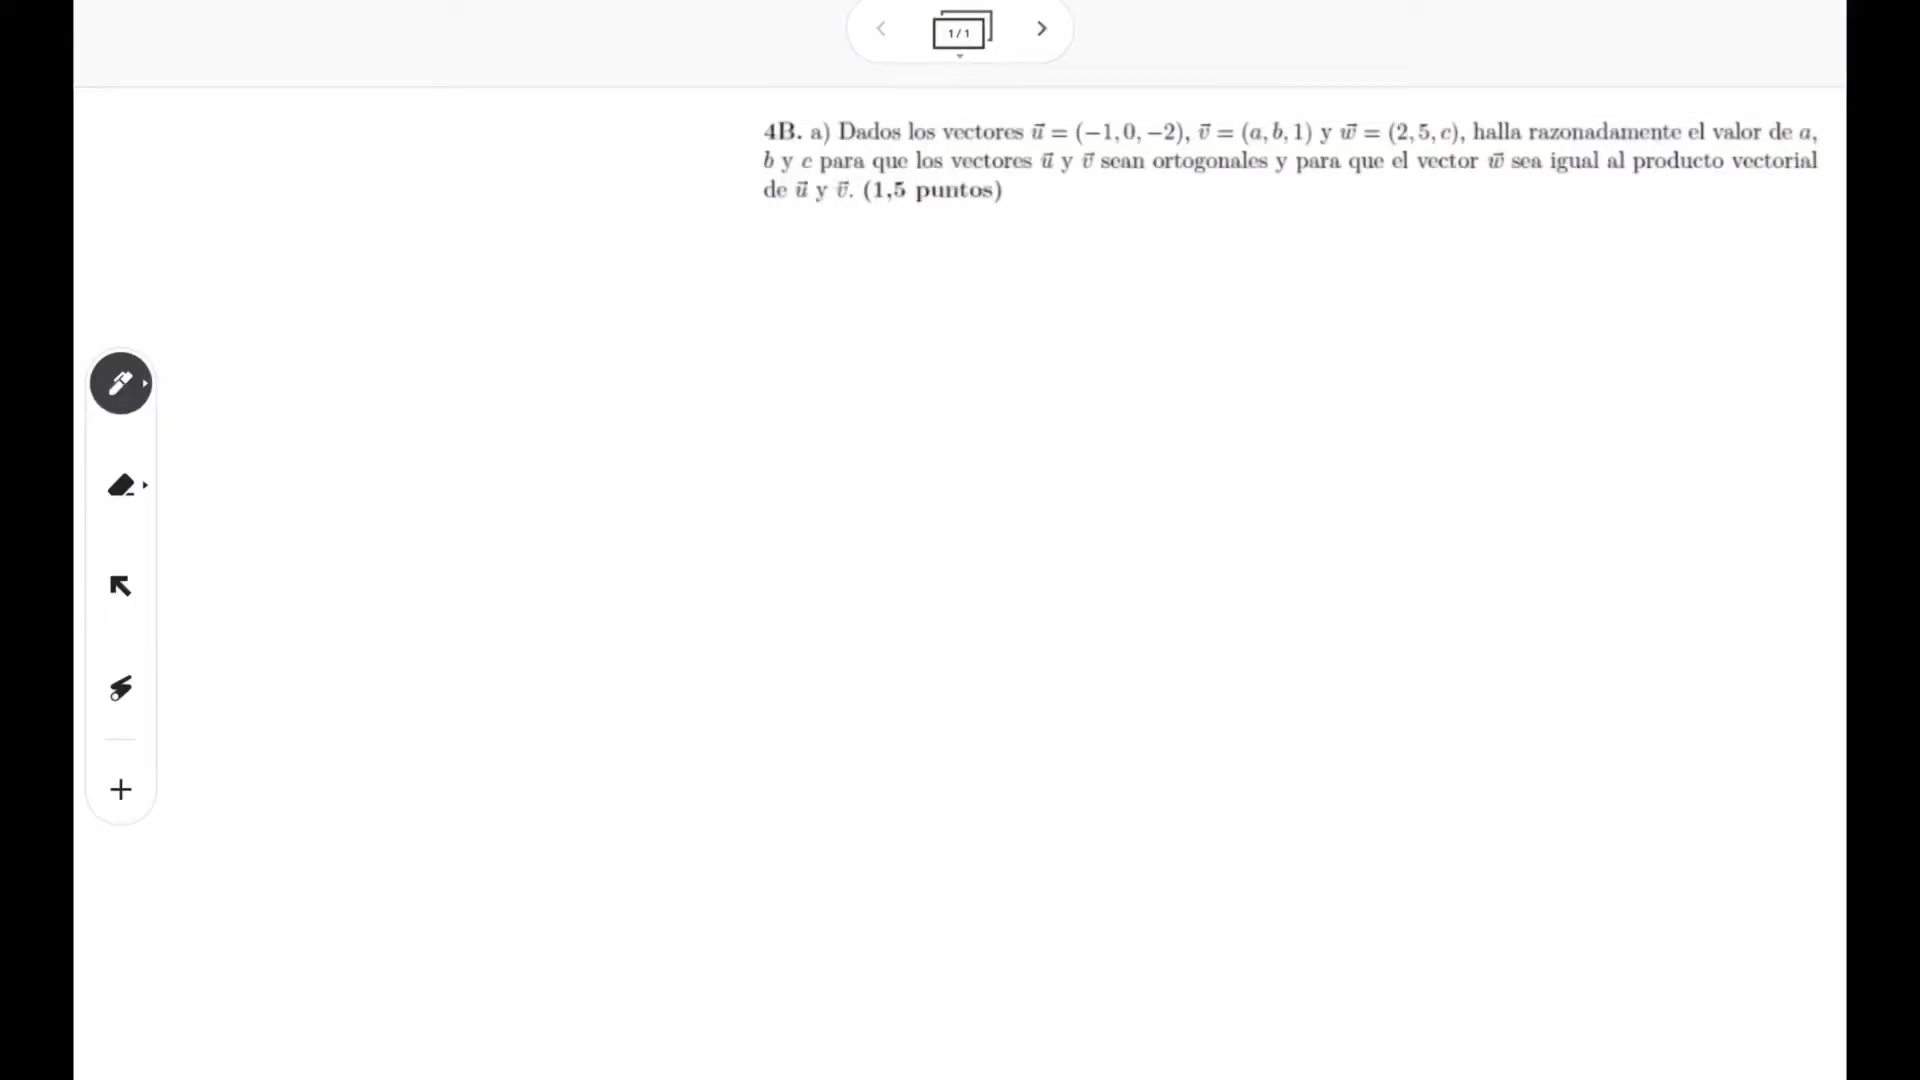 1/1
4B. a) Dados los vectores u⃗ = (−1, 0, −2), v⃗ = (a, b, 1) y w⃗ = (2, 5, c), halla razonadamente el valor de a,
b y c para que los vectores u⃗ y v⃗ sean ortogonales y para que el vector w⃗ sea igual al producto vectorial
de u⃗ y v⃗. (1,5 puntos)